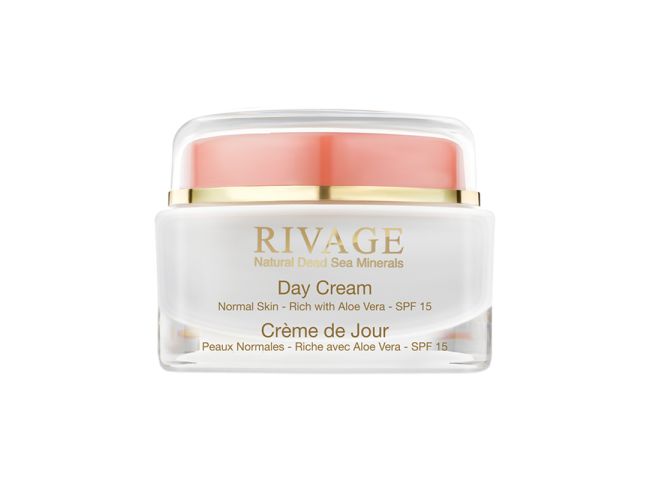 RIVAGE
Natural Dead Sea Minerals
Day Cream
Normal Skin - Rich with Aloe Vera - SPF 15
Crème de Jour
Peaux Normales - Riche avec Aloe Vera - SPF 15